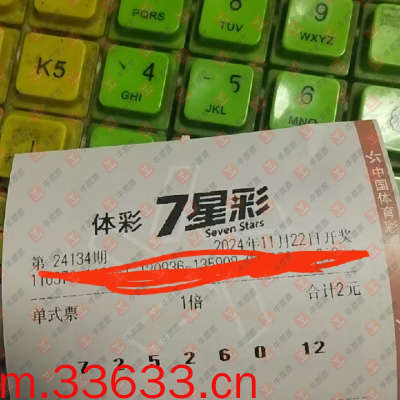 8
9
PQRS
TUV
WXYZ
K5
4
5
6
GHI
JKL
MNO
中国体育彩
体彩 7星彩
Seven Stars
第 24134期 2024年11月22日开奖
单式票 1倍 合计2元
7 2 5 2 6 0 12
m.33633.cn